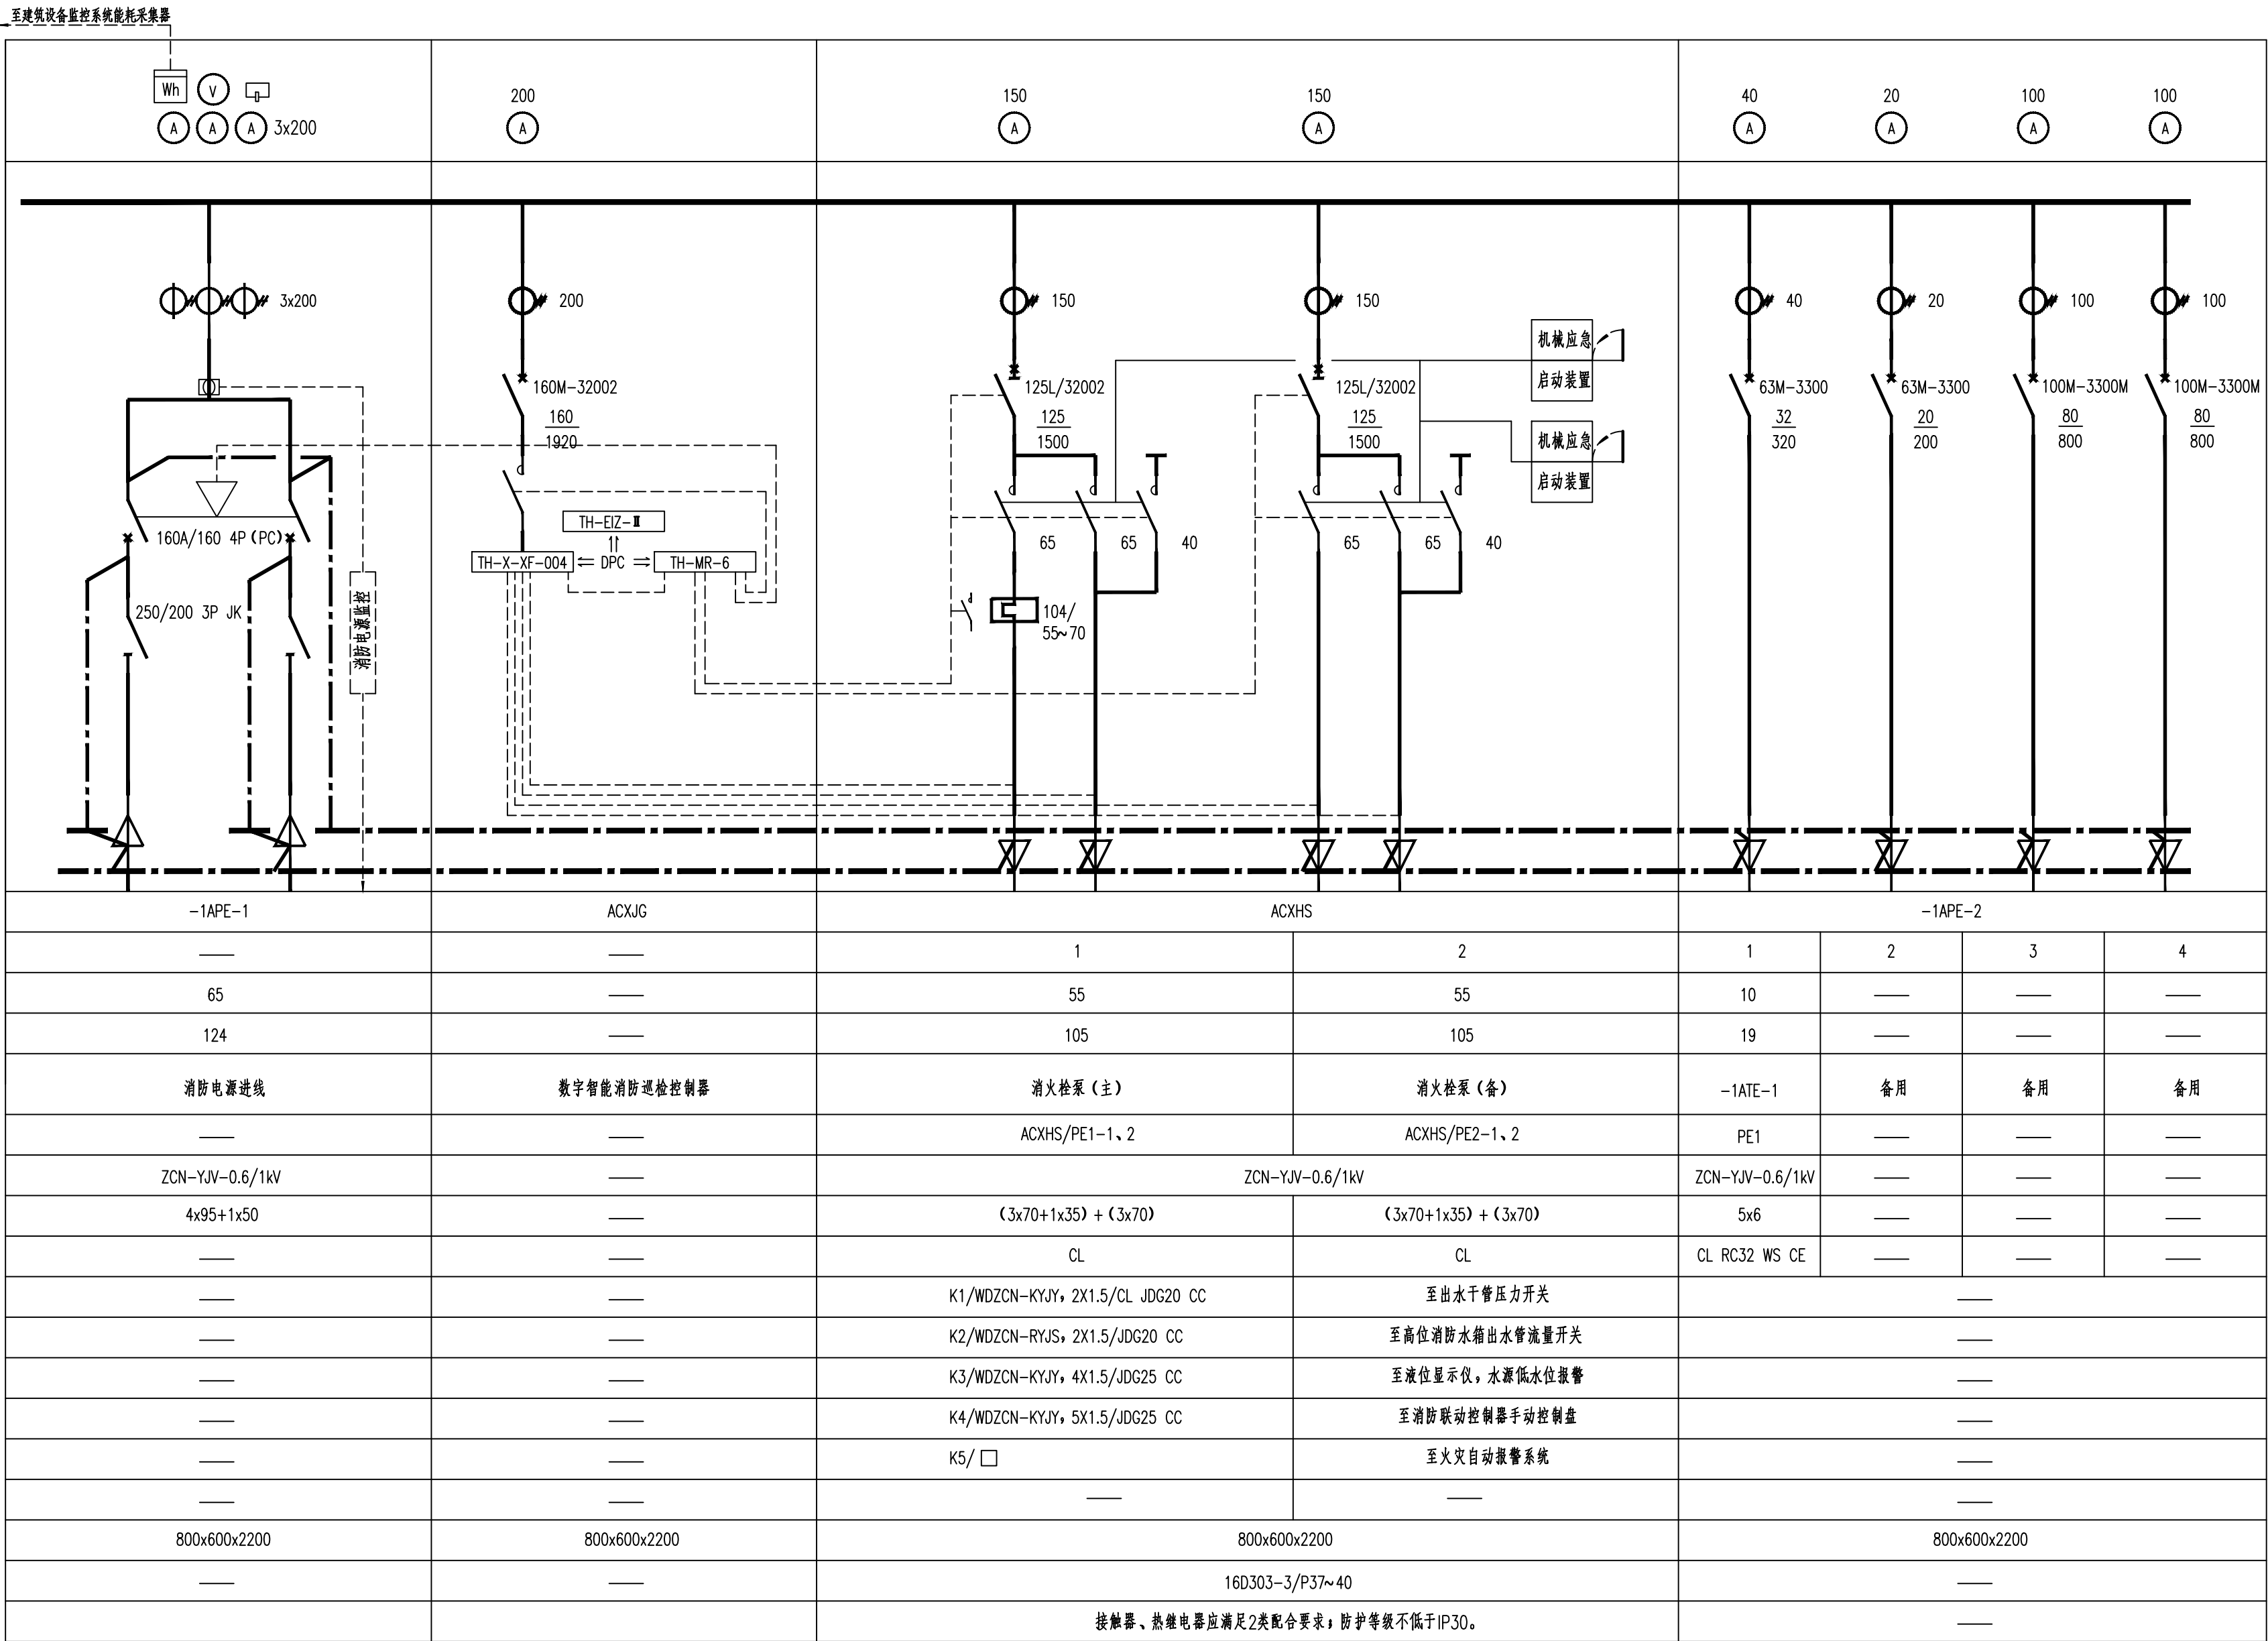 至建筑设备监控系统能耗采集器
Wh V
A A A 3x200
200
A
150
A
150
A
40
A
20
A
100
A
100
A
3x200
200
150
150
40
20
100
100
机械应急
启动装置
机械应急
启动装置
160M-32002
160
1920
125L/32002
125
1500
125L/32002
125
1500
63M-3300
32
320
63M-3300
20
200
100M-3300M
80
800
100M-3300M
80
800
160A/160 4P(PC)
250/200 3P JK
消防电源监控
TH-EIZ-Ⅱ
TH-X-XF-004
DPC
TH-MR-6
65
65
40
65
65
40
104/
55~70
-1APE-1 ACXJG ACXHS -1APE-2
—— —— 1 2 1 2 3 4
65 —— 55 55 10 —— —— ——
124 —— 105 105 19 —— —— ——
消防电源进线 数字智能消防巡检控制器 消火栓泵(主) 消火栓泵(备) -1ATE-1 备用 备用 备用
—— —— ACXHS/PE1-1、2 ACXHS/PE2-1、2 PE1 —— —— ——
ZCN-YJV-0.6/1kV —— ZCN-YJV-0.6/1kV ZCN-YJV-0.6/1kV —— —— ——
4x95+1x50 —— (3x70+1x35)+(3x70) (3x70+1x35)+(3x70) 5x6 —— —— ——
—— —— CL CL CL RC32 WS CE —— —— ——
—— —— K1/WDZCN-KYJY，2X1.5/CL JDG20 CC 至出水干管压力开关 ——
—— —— K2/WDZCN-RYJS，2X1.5/JDG20 CC 至高位消防水箱出水管流量开关 ——
—— —— K3/WDZCN-KYJY，4X1.5/JDG25 CC 至液位显示仪，水源低水位报警 ——
—— —— K4/WDZCN-KYJY，5X1.5/JDG25 CC 至消防联动控制器手动控制盘 ——
—— —— K5/□ 至火灾自动报警系统 ——
—— —— —— —— ——
800x600x2200 800x600x2200 800x600x2200 800x600x2200
—— —— 16D303-3/P37~40 ——
接触器、热继电器应满足2类配合要求；防护等级不低于IP30。 ——